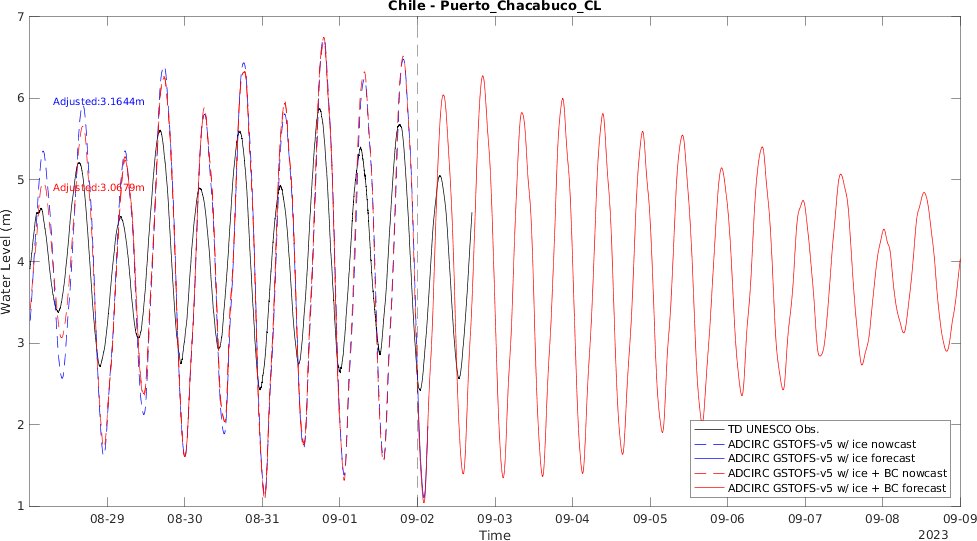 Chile - Puerto_Chacabuco_CL
7
6
5
4
3
2
1
Water Level (m)
Adjusted:3.1644m
Adjusted:3.0679m
TD UNESCO Obs.
ADCIRC GSTOFS-v5 w/ ice nowcast
ADCIRC GSTOFS-v5 w/ ice forecast
ADCIRC GSTOFS-v5 w/ ice + BC nowcast
ADCIRC GSTOFS-v5 w/ ice + BC forecast
08-29 08-30 08-31 09-01 09-02 09-03 09-04 09-05 09-06 09-07 09-08 09-09
Time
2023